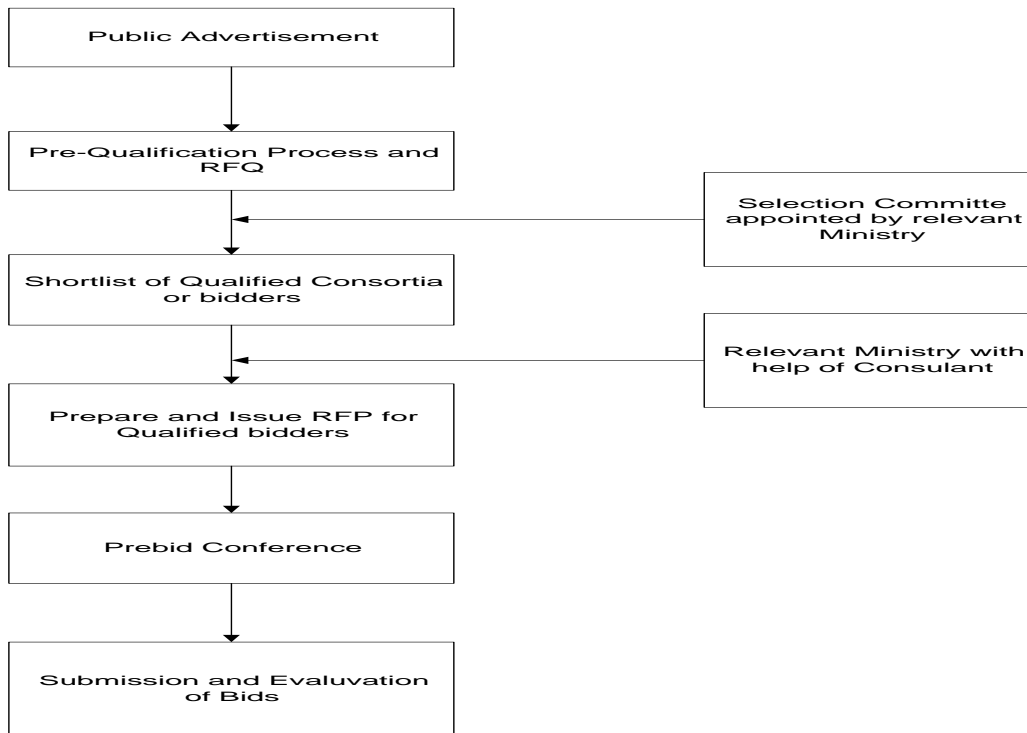 Public Advertisement
Pre-Qualification Process and
RFQ
Selection Committe
appointed by relevant
Ministry
Shortlist of Qualified Consortia
or bidders
Relevant Ministry with
help of Consulant
Prepare and Issue RFP for
Qualified bidders
Prebid Conference
Submission and Evaluvation
of Bids